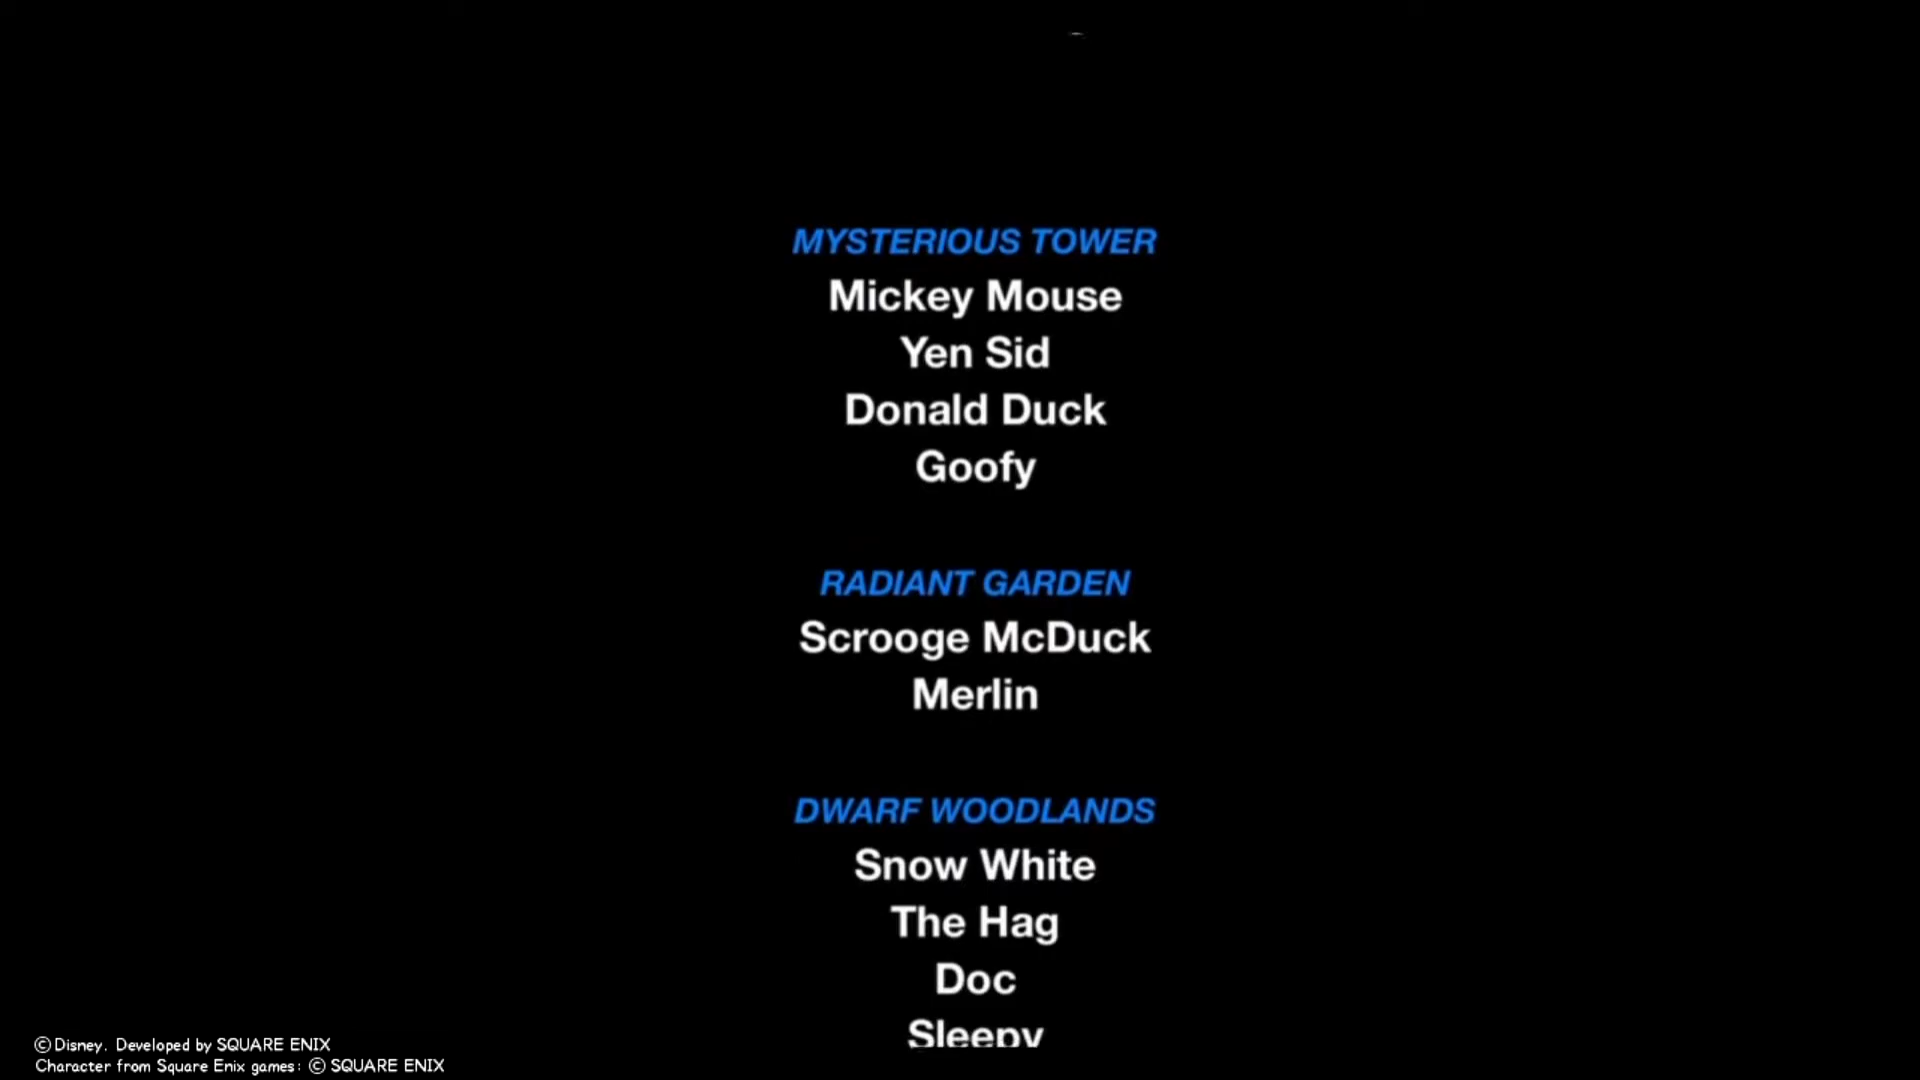 MYSTERIOUS TOWER
Mickey Mouse
Yen Sid
Donald Duck
Goofy
RADIANT GARDEN
Scrooge McDuck
Merlin
DWARF WOODLANDS
Snow White
The Hag
Doc
Sleepy
©Disney. Developed by SQUARE ENIX
Character from Square Enix games: © SQUARE ENIX